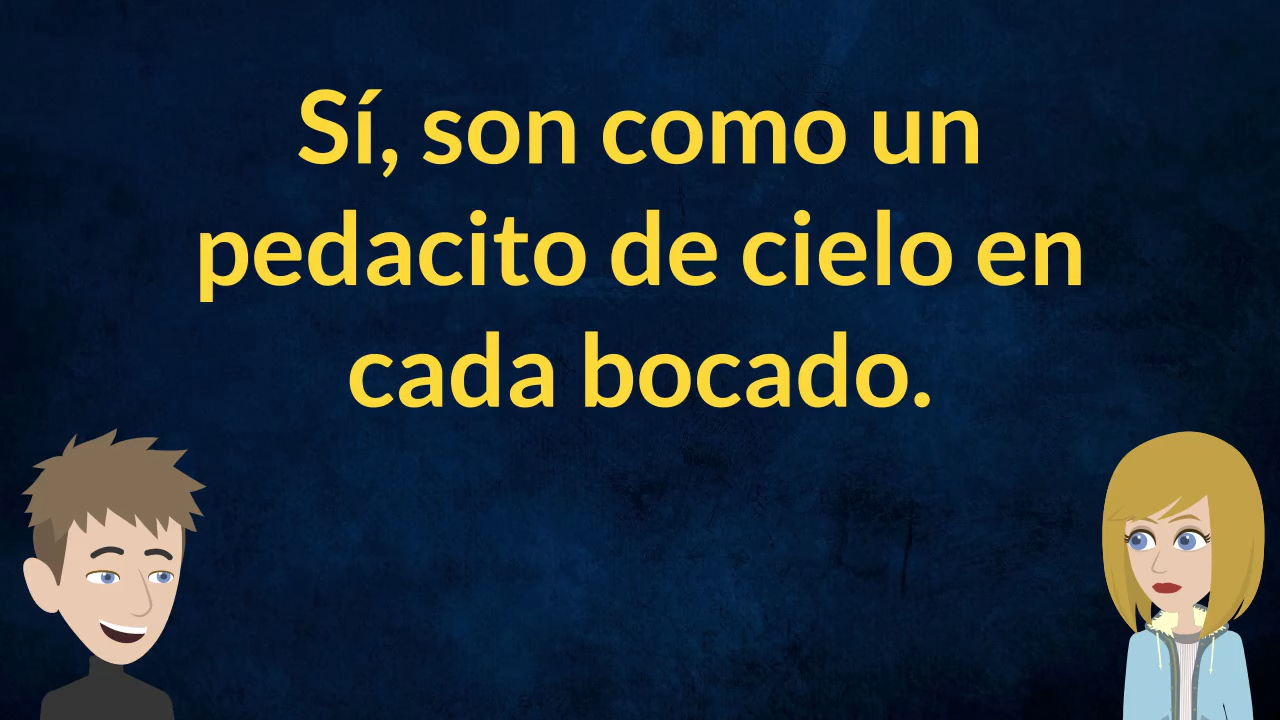 Sí, son como un
pedacito de cielo en
cada bocado.